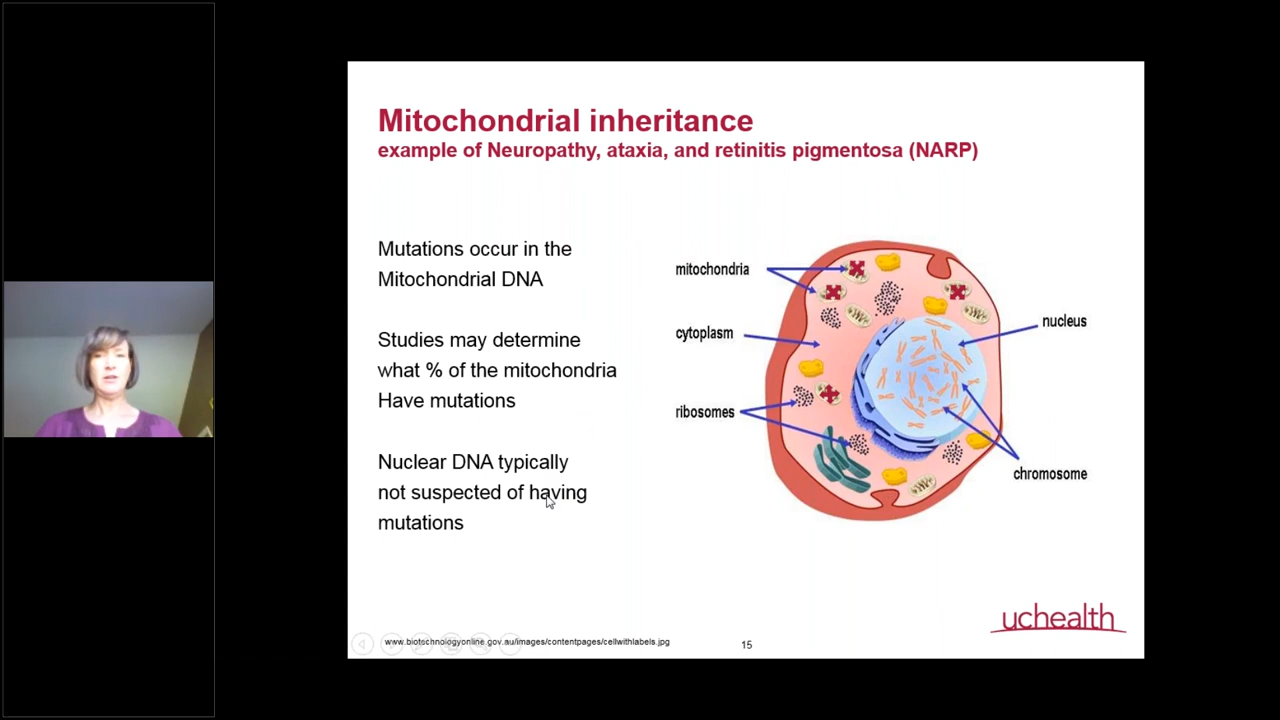 Mitochondrial inheritance
example of Neuropathy, ataxia, and retinitis pigmentosa (NARP)
Mutations occur in the
Mitochondrial DNA
Studies may determine
what % of the mitochondria
Have mutations
Nuclear DNA typically
not suspected of having
mutations
mitochondria
cytoplasm
ribosomes
nucleus
chromosome
uchealth
www.biotechnologyonline.gov.au/images/contentpages/cellwithlabels.jpg
15